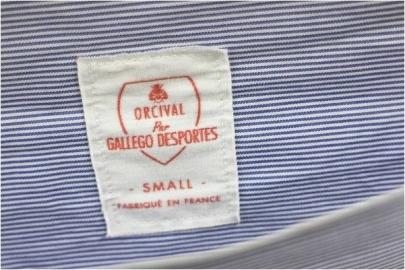 ORCIVAL
Par
GALLEGO DESPORTES
- SMALL -
FABRIQUÉ EN FRANCE